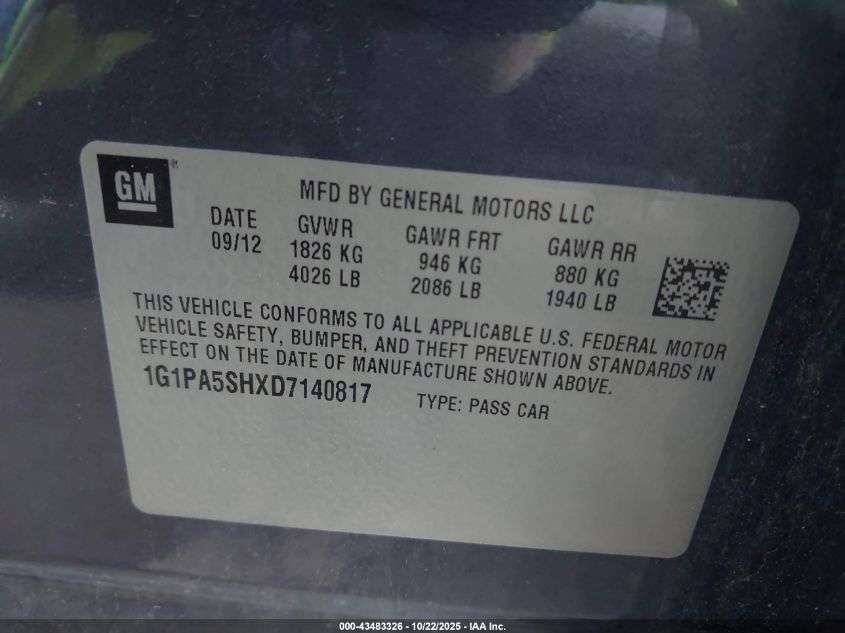 GM®
MFD BY GENERAL MOTORS LLC
DATE GVWR GAWR FRT GAWR RR
09/12 1826 KG 946 KG 880 KG
4026 LB 2086 LB 1940 LB
THIS VEHICLE CONFORMS TO ALL APPLICABLE U.S. FEDERAL MOTOR
VEHICLE SAFETY, BUMPER, AND THEFT PREVENTION STANDARDS IN
EFFECT ON THE DATE OF MANUFACTURE SHOWN ABOVE.
1G1PA5SHXD7140817 TYPE: PASS CAR
000-43483326 - 10/22/2025 - IAA Inc.